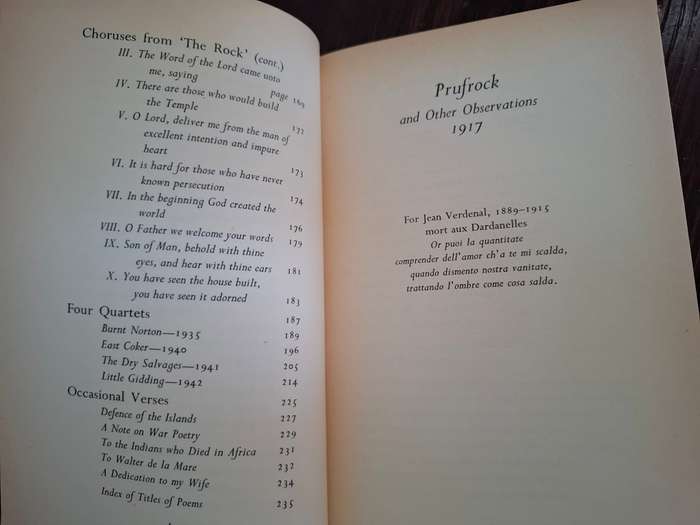 Choruses from 'The Rock' (cont.)
page
III. The Word of the Lord came unto
me, saying 169
IV. There are those who would build
the Temple 172
V. O Lord, deliver me from the man of
excellent intention and impure
heart 173
VI. It is hard for those who have never
known persecution 174
VII. In the beginning God created the
world 176
VIII. O Father we welcome your words 179
IX. Son of Man, behold with thine
eyes, and hear with thine ears 181
X. You have seen the house built,
you have seen it adorned 183
Four Quartets 187
Burnt Norton—1935 189
East Coker—1940 196
The Dry Salvages—1941 205
Little Gidding—1942 214
Occasional Verses 225
Defence of the Islands 227
A Note on War Poetry 229
To the Indians who Died in Africa 231
To Walter de la Mare 232
A Dedication to my Wife 234
Index of Titles of Poems 235
Prufrock
and Other Observations
1917
For Jean Verdenal, 1889–1915
mort aux Dardanelles
Or puoi la quantitate
comprender dell'amor ch'a te mi scalda,
quando dismento nostra vanitate,
trattando l'ombre come cosa salda.